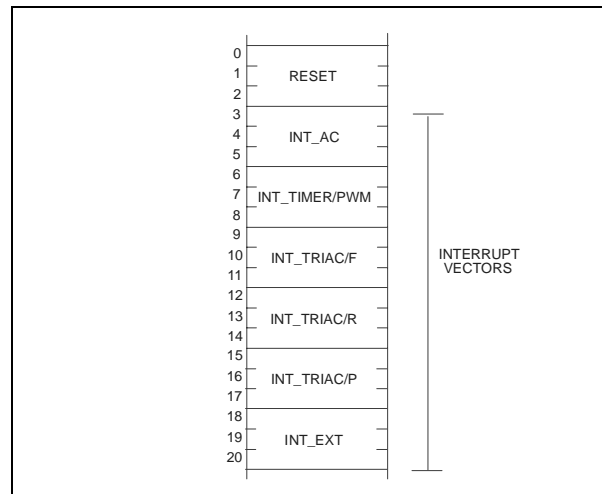 0
1
RESET
2
3
4
INT_AC
5
6
7
INT_TIMER/PWM
8
9
10
INT_TRIAC/F
11
INTERRUPT
VECTORS
12
13
INT_TRIAC/R
14
15
16
INT_TRIAC/P
17
18
19
INT_EXT
20